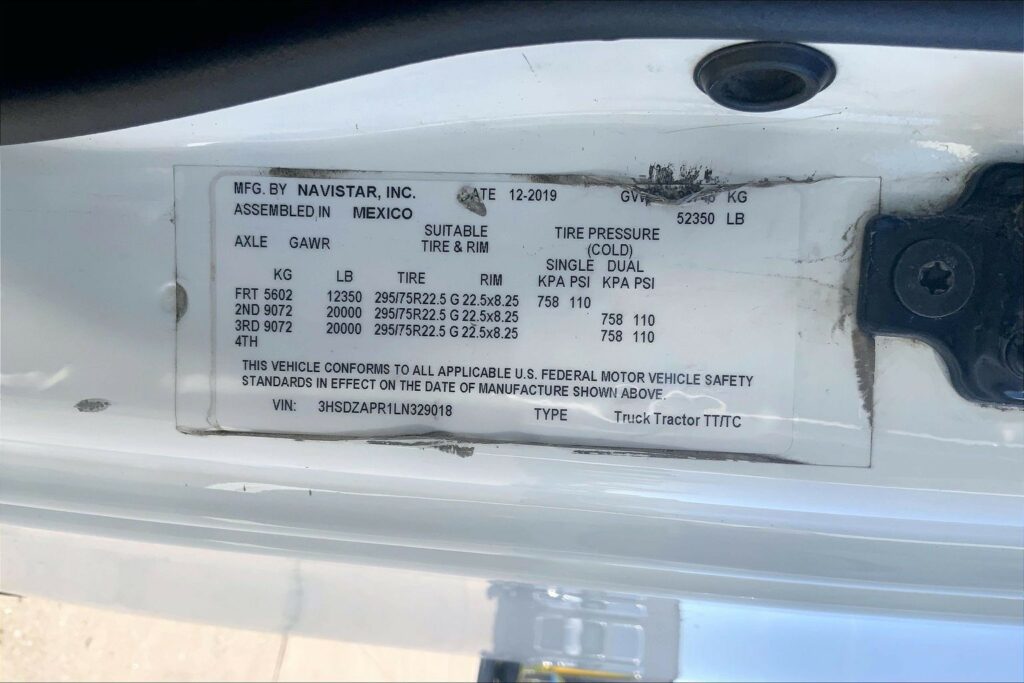 MFG. BY NAVISTAR, INC. ATE 12-2019 KG
ASSEMBLED IN MEXICO 52350 LB
SUITABLE TIRE PRESSURE
AXLE GAWR TIRE & RIM (COLD)
SINGLE DUAL
KG LB TIRE RIM KPA PSI KPA PSI
FRT 5602 12350 295/75R22.5 G 22.5x8.25 758 110
2ND 9072 20000 295/75R22.5 G 22.5x8.25 758 110
3RD 9072 20000 295/75R22.5 G 22.5x8.25 758 110
4TH
THIS VEHICLE CONFORMS TO ALL APPLICABLE U.S. FEDERAL MOTOR VEHICLE SAFETY
STANDARDS IN EFFECT ON THE DATE OF MANUFACTURE SHOWN ABOVE.
VIN: 3HSDZAPR1LN329018 TYPE Truck Tractor TT/TC